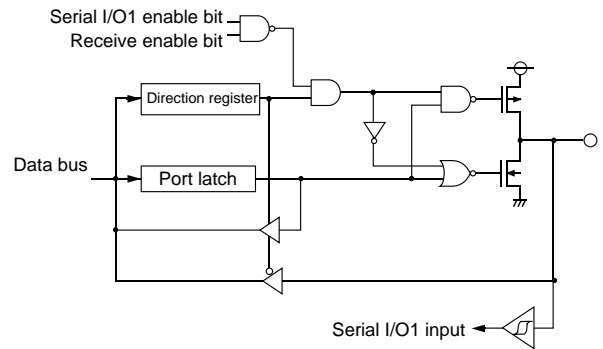 Serial I/O1 enable bit
Receive enable bit
Direction register
Data bus
Port latch
Serial I/O1 input